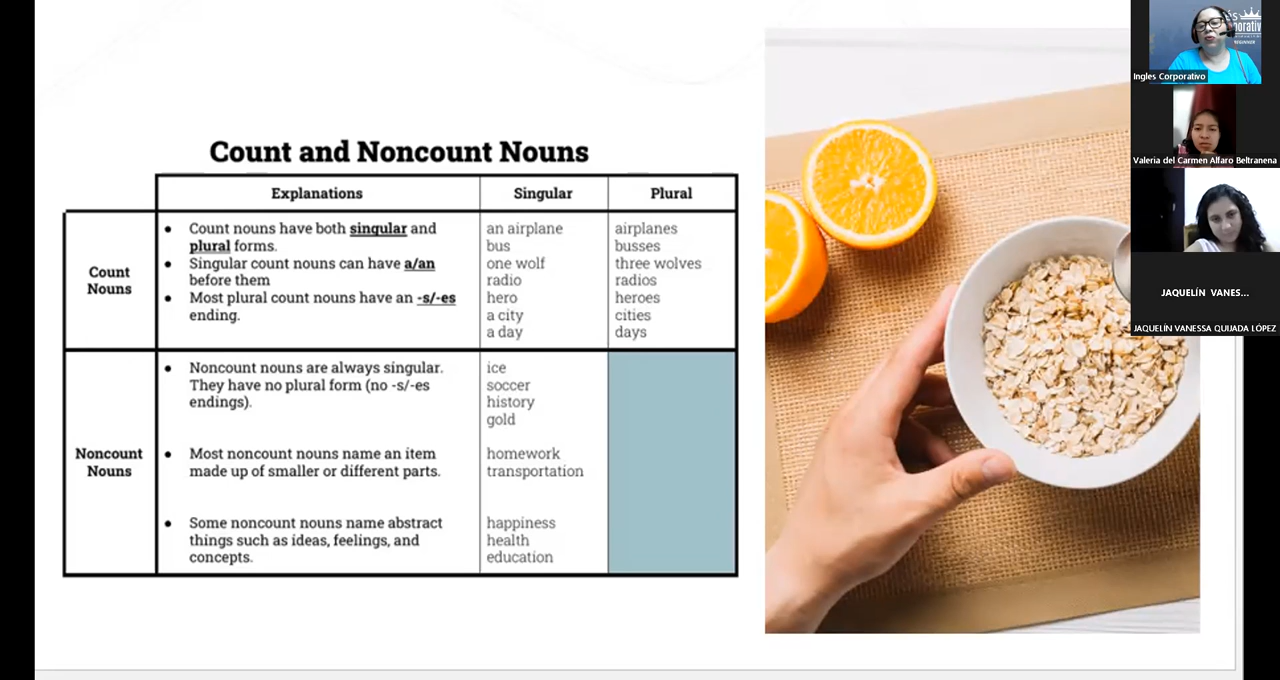 Count and Noncount Nouns
Explanations
Singular
Plural
Count
Nouns
Count nouns have both singular and
plural forms.
Singular count nouns can have a/an
before them
Most plural count nouns have an -s/-es
ending.
an airplane
bus
one wolf
radio
hero
a city
a day
airplanes
busses
three wolves
radios
heroes
cities
days
Noncount
Nouns
Noncount nouns are always singular.
They have no plural form (no -s/-es
endings).
Most noncount nouns name an item
made up of smaller or different parts.
Some noncount nouns name abstract
things such as ideas, feelings, and
concepts.
ice
soccer
history
gold
homework
transportation
happiness
health
education
Ingles Corporativo
Valeria del Carmen Alfaro Beltranena
JAQUELÍN VANES...
JAQUELÍN VANESSA QUIJADA LÓPEZ